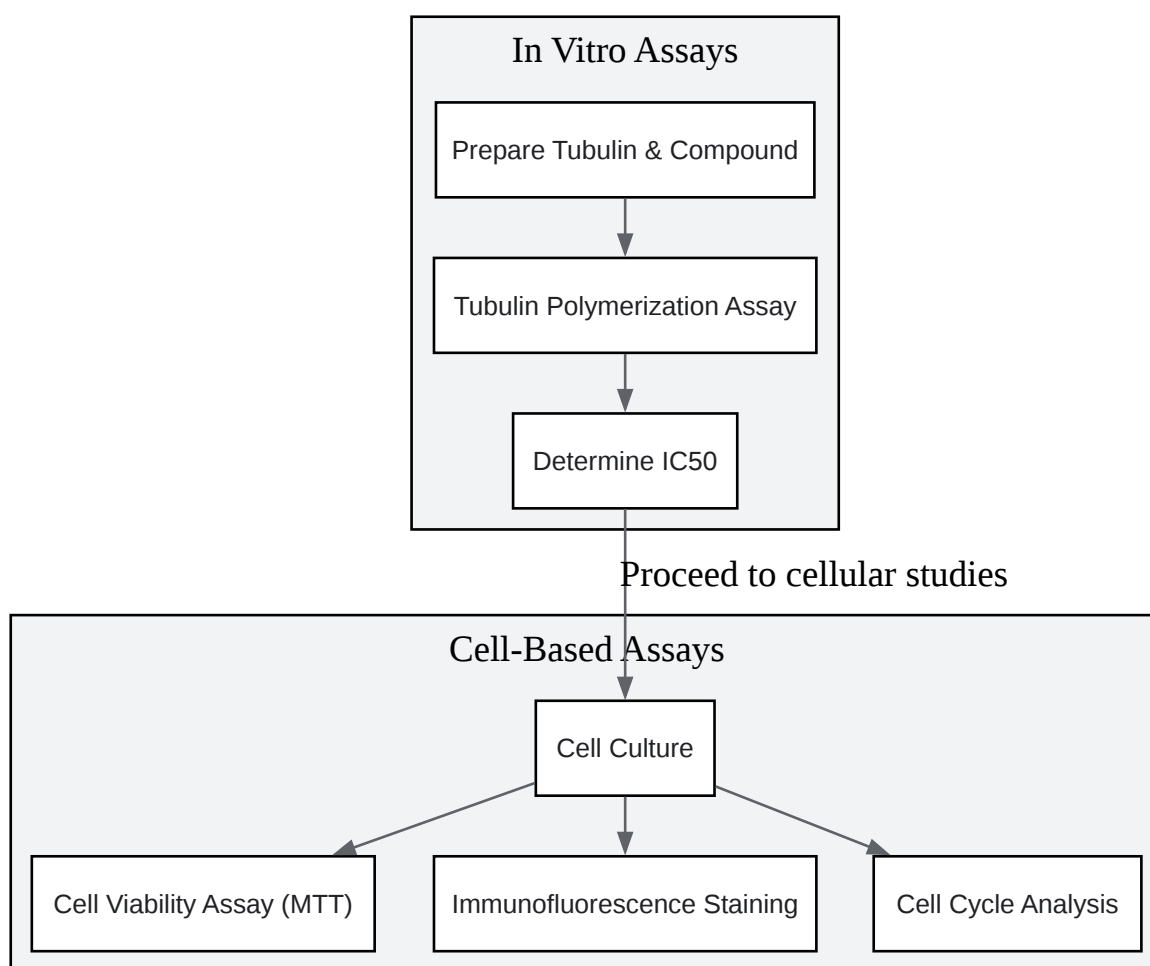 In Vitro Assays
Prepare Tubulin & Compound
Tubulin Polymerization Assay
Determine IC50
Proceed to cellular studies
Cell-Based Assays
Cell Culture
Cell Viability Assay (MTT)
Immunofluorescence Staining
Cell Cycle Analysis